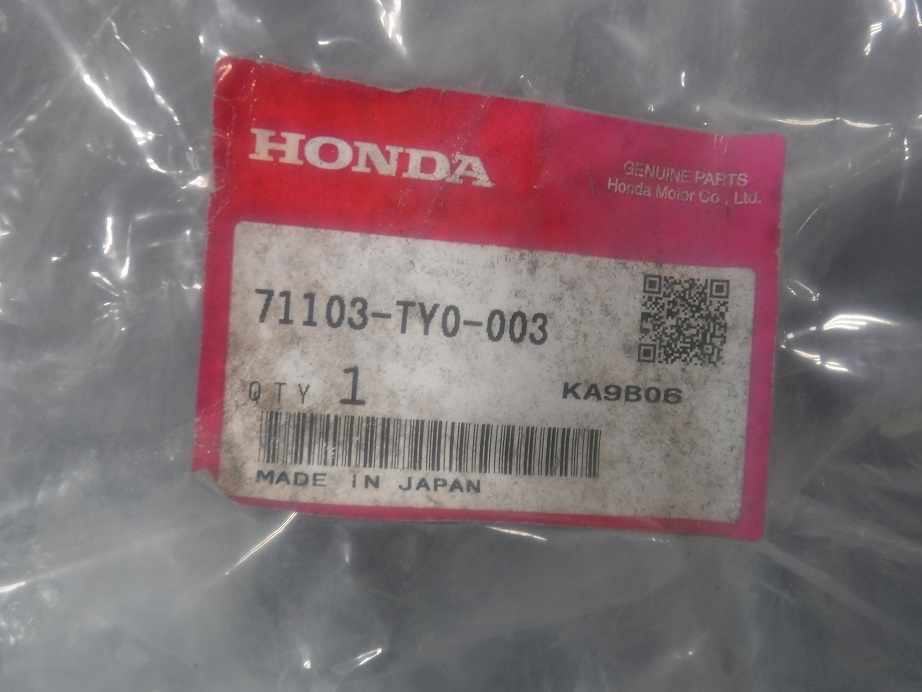 HONDA
GENUINE PARTS
Honda Motor Co., Ltd.
71103-TY0-003
QTY 1
KA9B06
MADE IN JAPAN